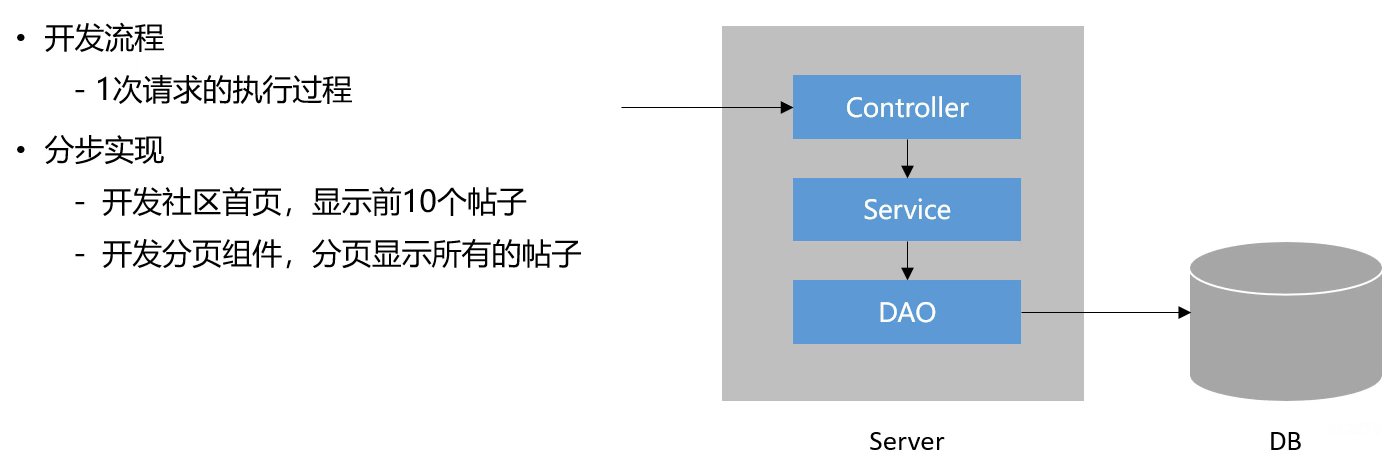 • 开发流程
- 1次请求的执行过程
• 分步实现
- 开发社区首页，显示前10个帖子
- 开发分页组件，分页显示所有的帖子
Controller
Service
DAO
Server
DB